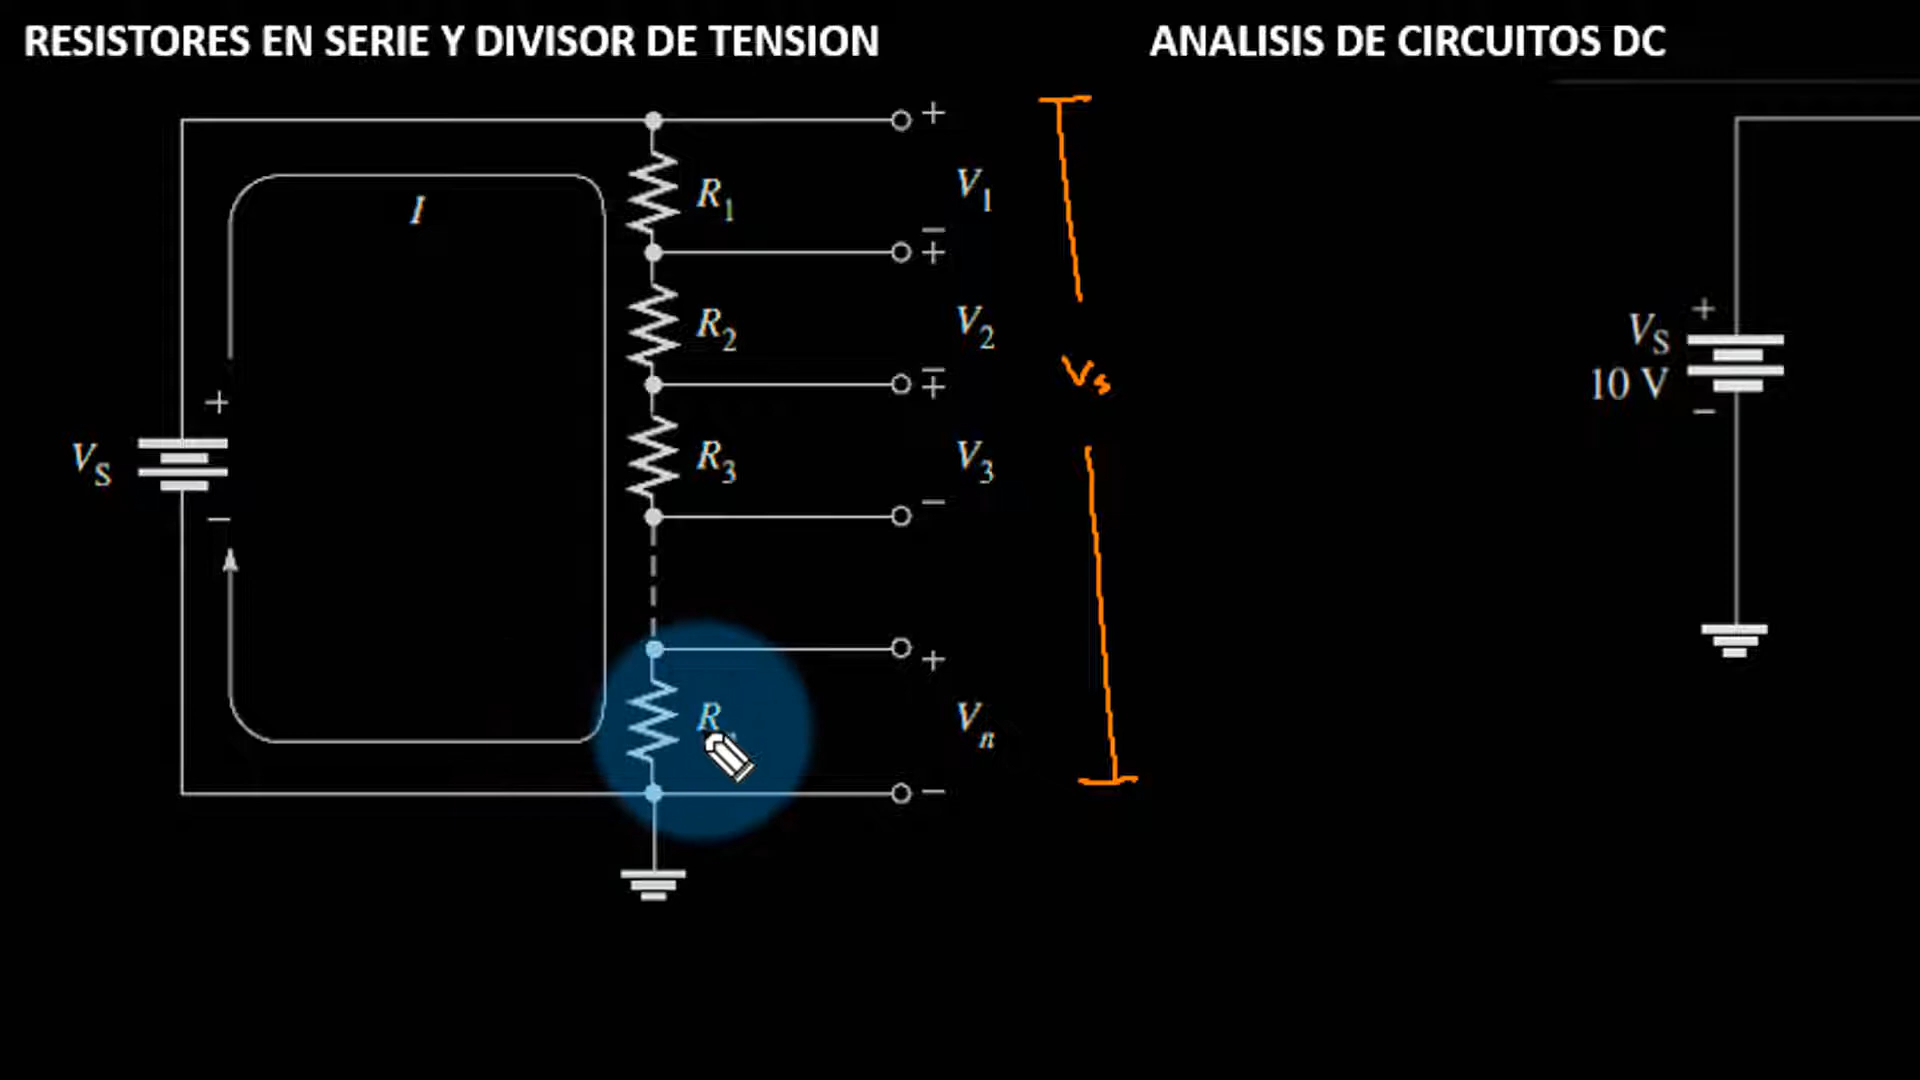 RESISTORES EN SERIE Y DIVISOR DE TENSION
ANALISIS DE CIRCUITOS DC
+
I
R1
V1
−
+
R2
V2
−
+
+
VS
−
R3
V3
−
Vs
+
VS
10 V
−
+
R
Vn
−